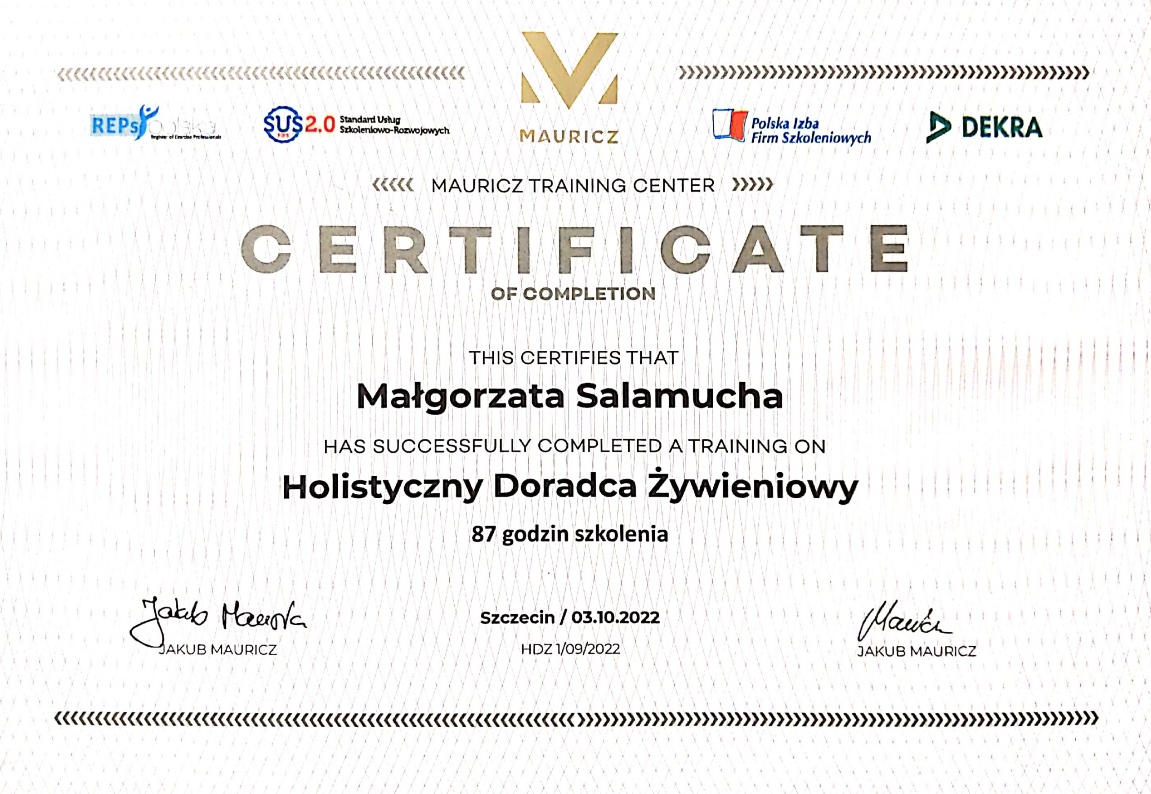 REPs
Register of Exercise Professionals
SUS 2.0
Standard Usług
Szkoleniowo-Rozwojowych
MAURICZ
Polska Izba
Firm Szkoleniowych
DEKRA
MAURICZ TRAINING CENTER
CERTIFICATE
OF COMPLETION
THIS CERTIFIES THAT
Małgorzata Salamucha
HAS SUCCESSFULLY COMPLETED A TRAINING ON
Holistyczny Doradca Żywieniowy
87 godzin szkolenia
Jakub Mauricz
JAKUB MAURICZ
Szczecin / 03.10.2022
HDZ 1/09/2022
Mauricz
JAKUB MAURICZ